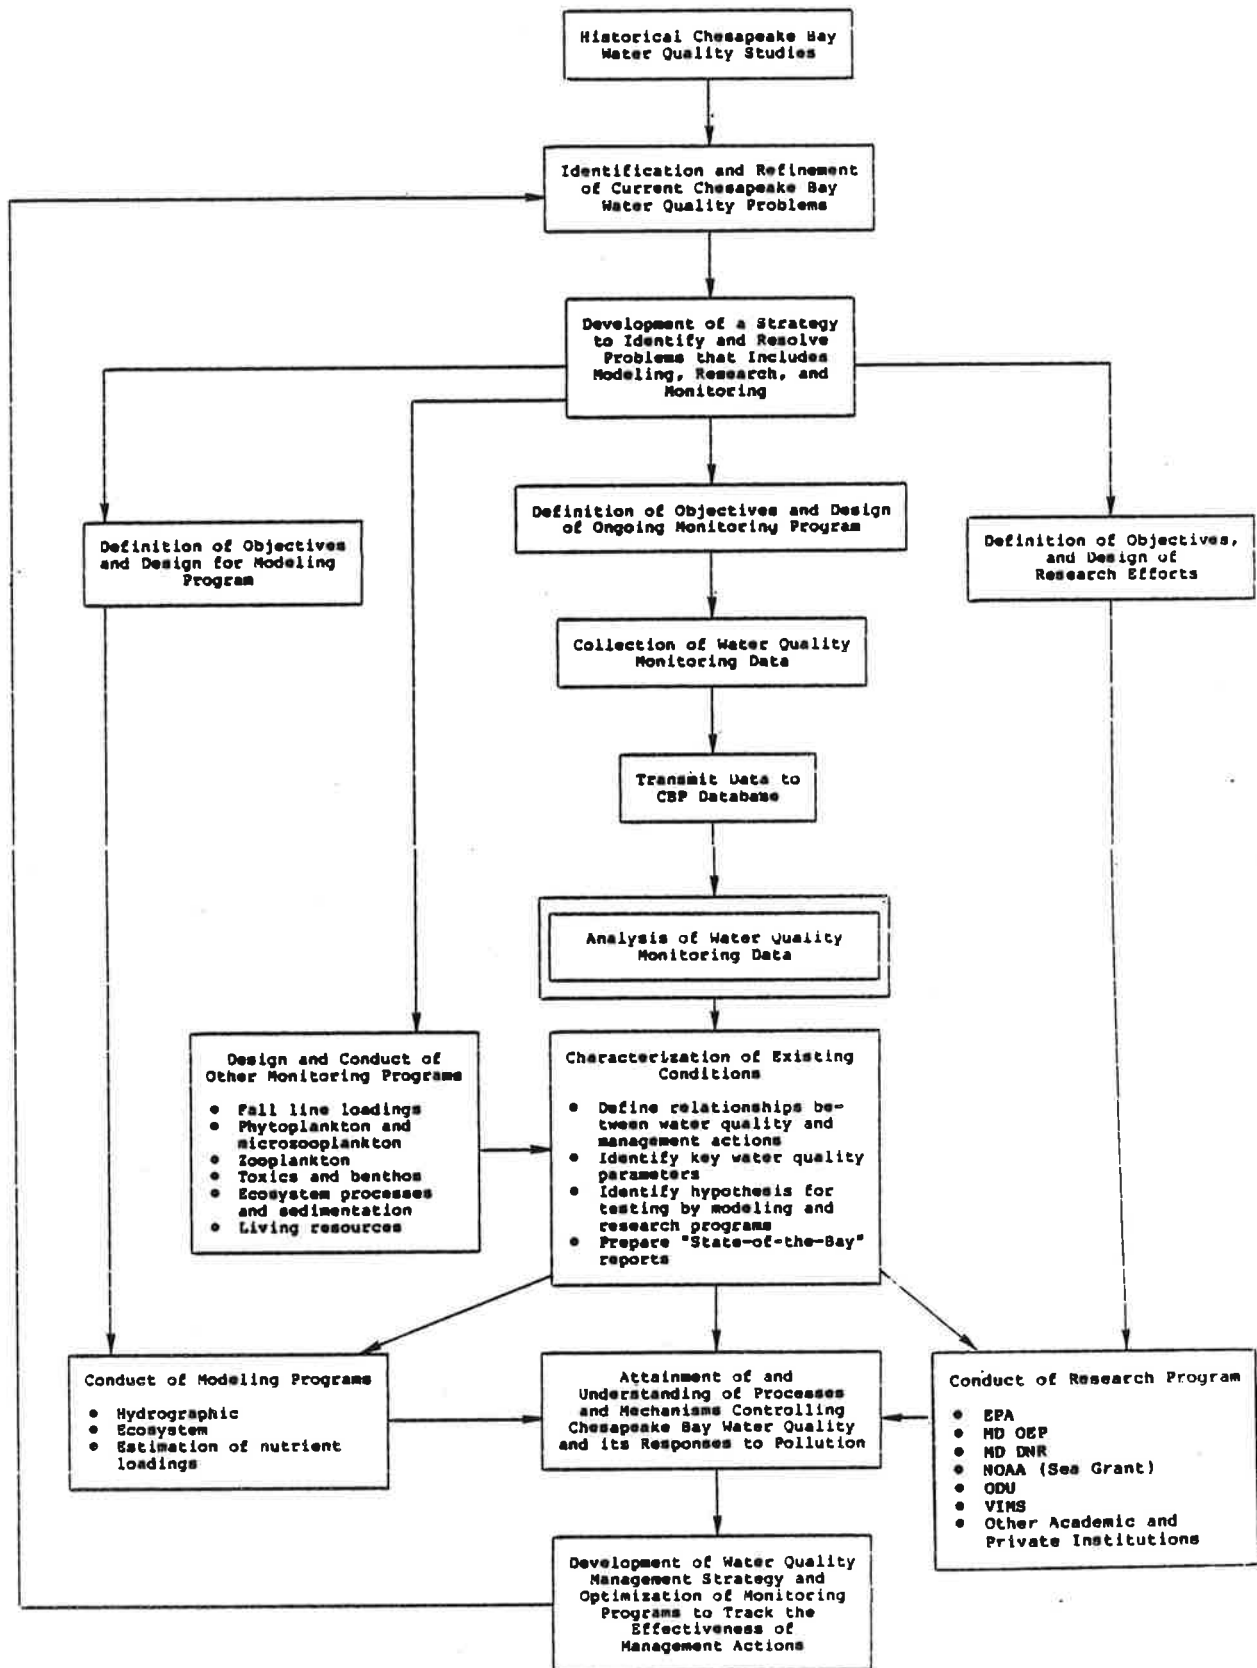 Historical Chesapeake Bay
Water Quality Studies
Identification and Refinement
of Current Chesapeake Bay
Water Quality Problems
Development of a Strategy
to Identify and Resolve
Problems that Includes
Modeling, Research, and
Monitoring
Definition of Objectives
and Design for Modeling
Program
Definition of Objectives and Design
of Ongoing Monitoring Program
Definition of Objectives,
and Design of
Research Efforts
Collection of Water Quality
Monitoring Data
Transmit Data to
CBP Database
Analysis of Water Quality
Monitoring Data
Design and Conduct of
Other Monitoring Programs
● Fall line loadings
● Phytoplankton and
microzooplankton
● Zooplankton
● Toxics and benthos
● Ecosystem processes
and sedimentation
● Living resources
Characterization of Existing
Conditions
● Define relationships be-
tween water quality and
management actions
● Identify key water quality
parameters
● Identify hypothesis for
testing by modeling and
research programs
● Prepare "State-of-the-Bay"
reports
Conduct of Modeling Programs
● Hydrographic
● Ecosystem
● Estimation of nutrient
loadings
Attainment of and
Understanding of Processes
and Mechanisms Controlling
Chesapeake Bay Water Quality
and its Responses to Pollution
Conduct of Research Program
● EPA
● MD OEP
● MD DNR
● NOAA (Sea Grant)
● ODU
● VIMS
● Other Academic and
Private Institutions
Development of Water Quality
Management Strategy and
Optimization of Monitoring
Programs to Track the
Effectiveness of
Management Actions